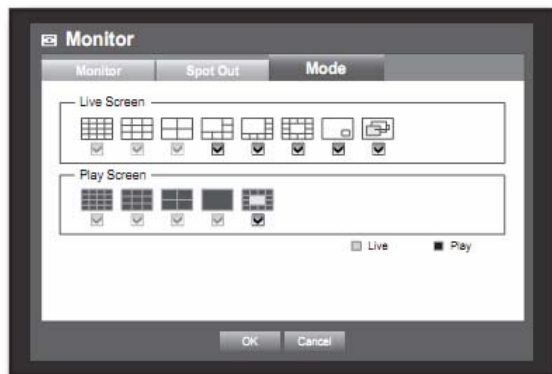 Monitor
Monitor Spot Out Mode
Live Screen
Play Screen
Live Play
OK Cancel